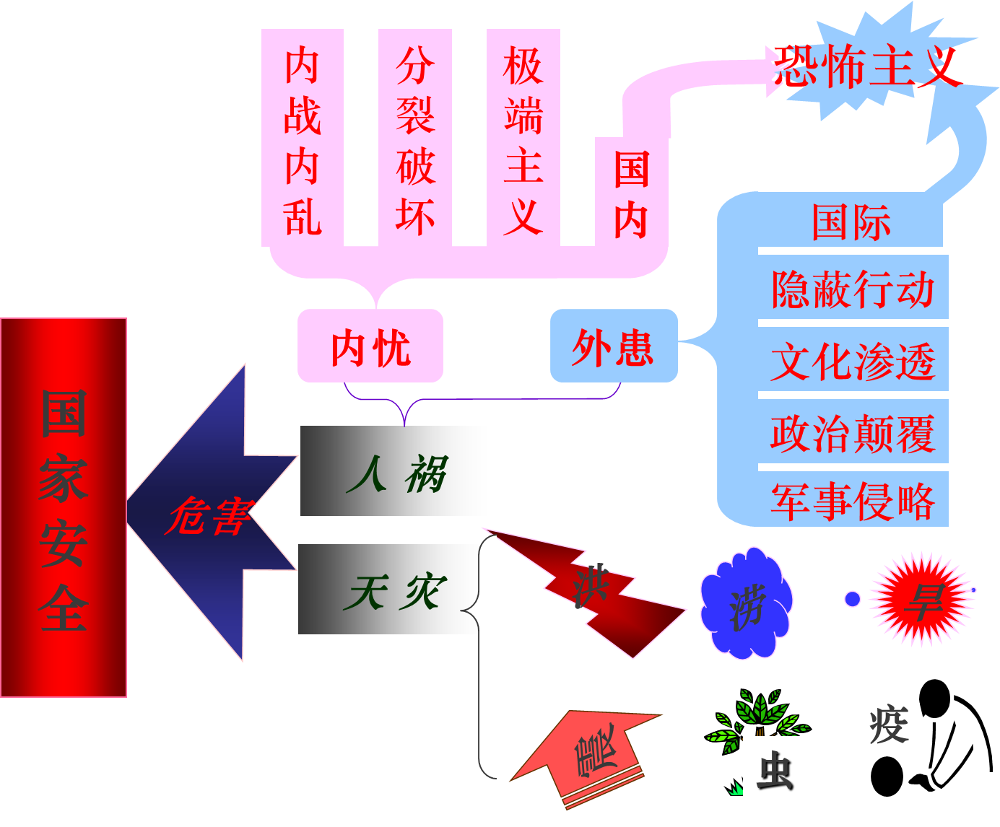 内战内乱
分裂破坏
极端主义
国内
恐怖主义
国际
隐蔽行动
文化渗透
政治颠覆
军事侵略
内忧
外患
国家安全
危害
人祸
天灾
洪
涝
旱
震
虫
疫